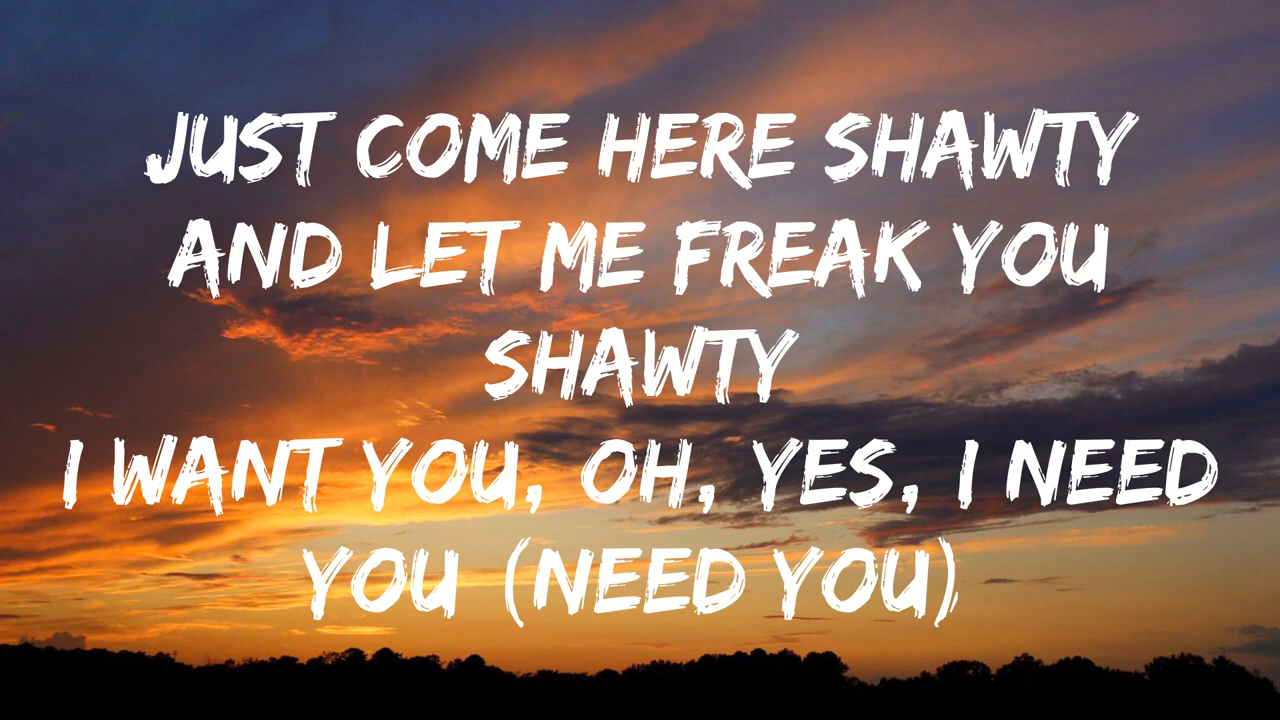 JUST COME HERE SHAWTY
AND LET ME FREAK YOU
SHAWTY
I WANT YOU, OH, YES, I NEED
YOU (NEED YOU)